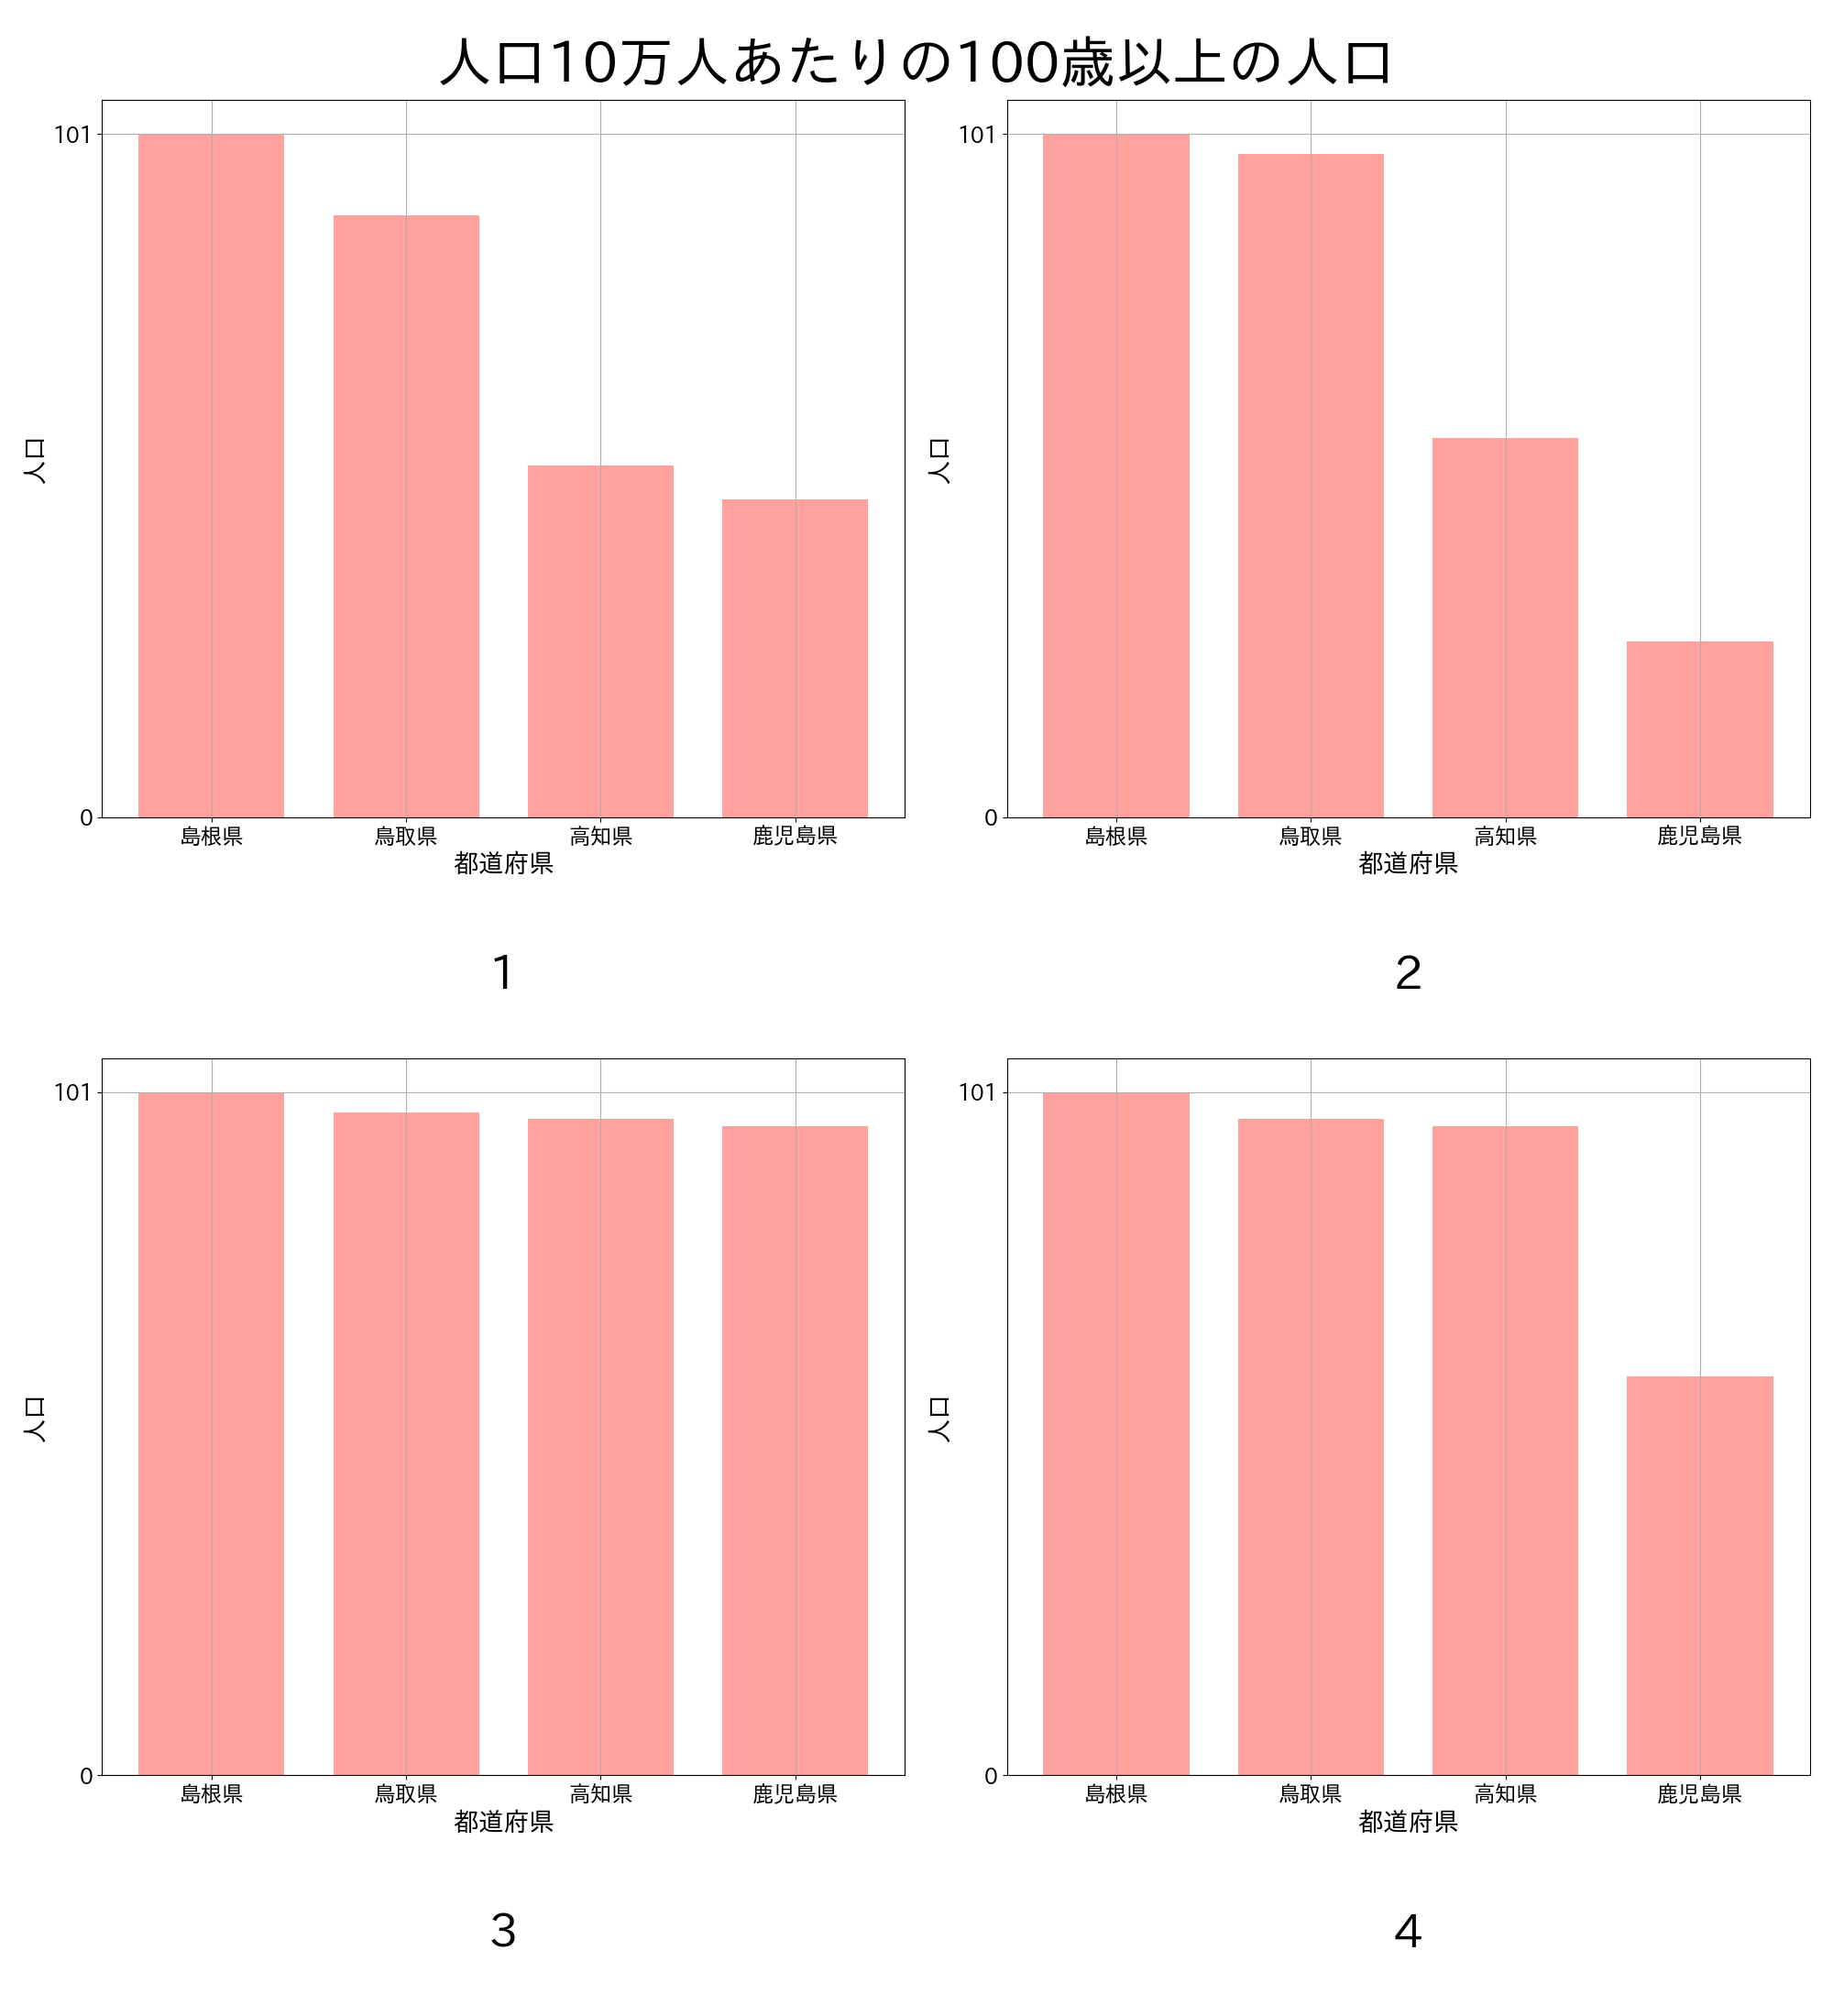 人口10万人あたりの100歳以上の人口
101
0
人口
島根県 鳥取県 高知県 鹿児島県
都道府県
1
101
0
人口
島根県 鳥取県 高知県 鹿児島県
都道府県
2
101
0
人口
島根県 鳥取県 高知県 鹿児島県
都道府県
3
101
0
人口
島根県 鳥取県 高知県 鹿児島県
都道府県
4